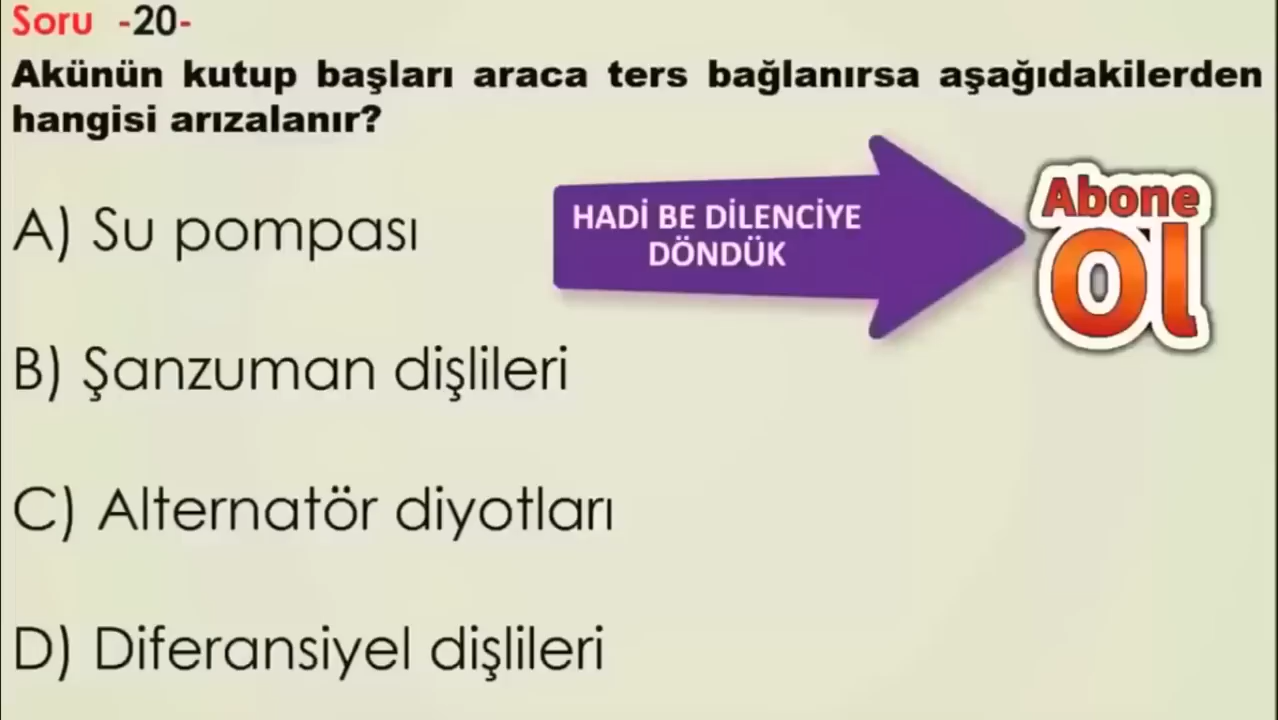 Soru -20-
Akünün kutup başları araca ters bağlanırsa aşağıdakilerden
hangisi arızalanır?
A) Su pompası
HADİ BE DİLENCİYE
DÖNDÜK
Abone
Ol
B) Şanzuman dişlileri
C) Alternatör diyotları
D) Diferansiyel dişlileri